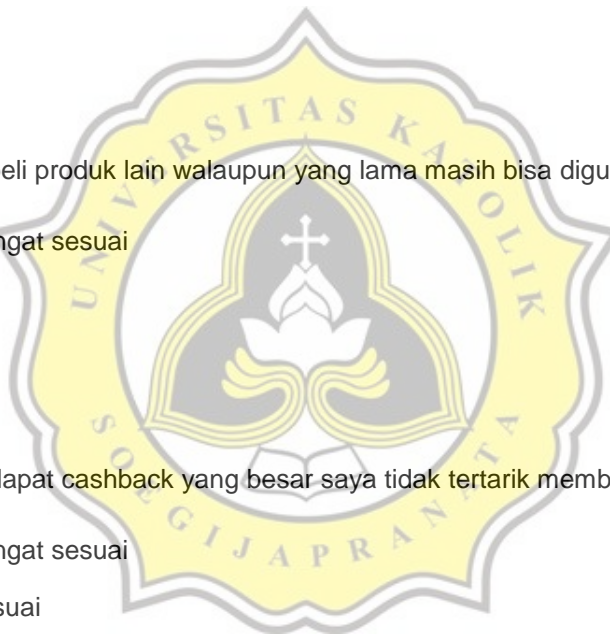 UNIVERSITAS KATOLIK
eli produk lain walaupun yang lama masih bisa digu
ngat sesuai
lapat cashback yang besar saya tidak tertarik memb
ngat sesuai
suai
SOEGIJAPRANATA